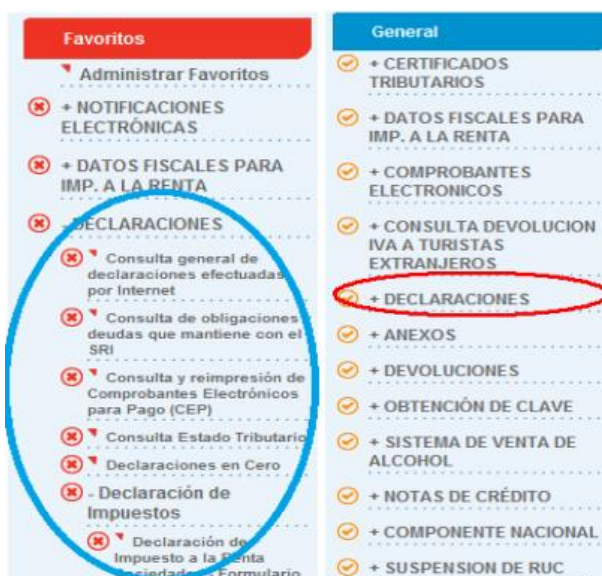 Favoritos
Administrar Favoritos
+ NOTIFICACIONES
ELECTRÓNICAS
+ DATOS FISCALES PARA
IMP. A LA RENTA
- DECLARACIONES
Consulta general de
declaraciones efectuadas
por Internet
Consulta de obligaciones
deudas que mantiene con el
SRI
Consulta y reimpresión de
Comprobantes Electrónicos
para Pago (CEP)
Consulta Estado Tributario
Declaraciones en Cero
- Declaración de
Impuestos
Declaración de
Impuesto a la Renta
Sociedades Formulario
General
+ CERTIFICADOS
TRIBUTARIOS
+ DATOS FISCALES PARA
IMP. A LA RENTA
+ COMPROBANTES
ELECTRONICOS
+ CONSULTA DEVOLUCION
IVA A TURISTAS
EXTRANJEROS
+ DECLARACIONES
+ ANEXOS
+ DEVOLUCIONES
+ OBTENCIÓN DE CLAVE
+ SISTEMA DE VENTA DE
ALCOHOL
+ NOTAS DE CRÉDITO
+ COMPONENTE NACIONAL
+ SUSPENSION DE RUC